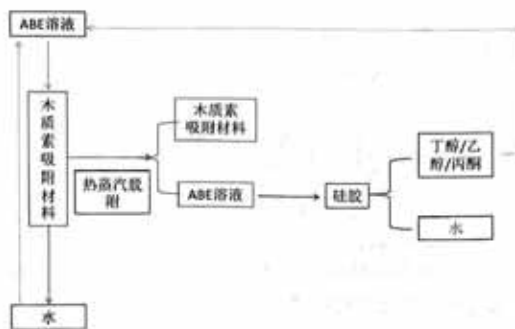 ABE溶液
木质素吸附材料
热蒸汽脱
附
木质素
吸附材料
ABE溶液
硅胶
丁醇/乙
醇/丙酮
水
水